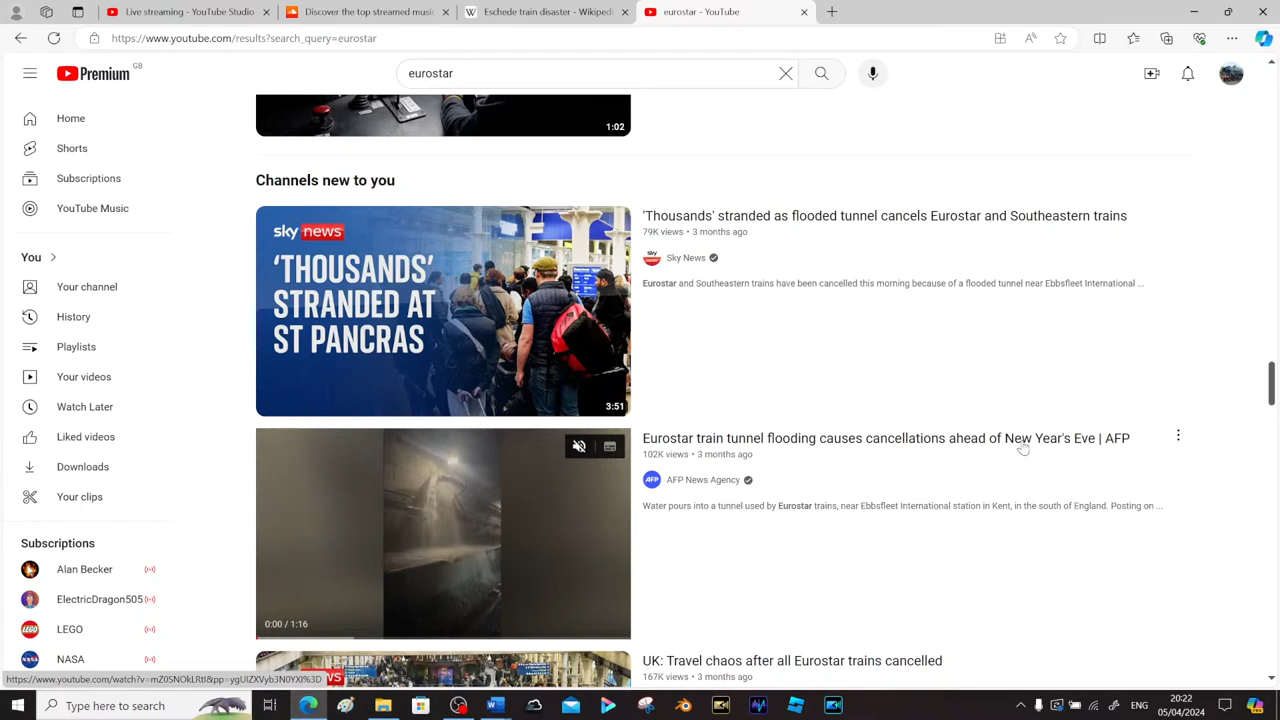 Live streaming - YouTube Studio
Discover the top streamed music
Eschede train disaster - Wikipedi
eurostar - YouTube
https://www.youtube.com/results?search_query=eurostar
Premium GB
eurostar
Home
Shorts
Subscriptions
YouTube Music
You
Your channel
History
Playlists
Your videos
Watch Later
Liked videos
Downloads
Your clips
Subscriptions
Alan Becker
ElectricDragon505
LEGO
NASA
1:02
Channels new to you
sky news
'THOUSANDS'
STRANDED AT
ST PANCRAS
3:51
'Thousands' stranded as flooded tunnel cancels Eurostar and Southeastern trains
79K views • 3 months ago
Sky News
Eurostar and Southeastern trains have been cancelled this morning because of a flooded tunnel near Ebbsfleet International ...
0:00 / 1:16
Eurostar train tunnel flooding causes cancellations ahead of New Year's Eve | AFP
102K views • 3 months ago
AFP
AFP News Agency
Water pours into a tunnel used by Eurostar trains, near Ebbsfleet International station in Kent, in the south of England. Posting on ...
UK: Travel chaos after all Eurostar trains cancelled
167K views • 3 months ago
Type here to search
20:22
05/04/2024